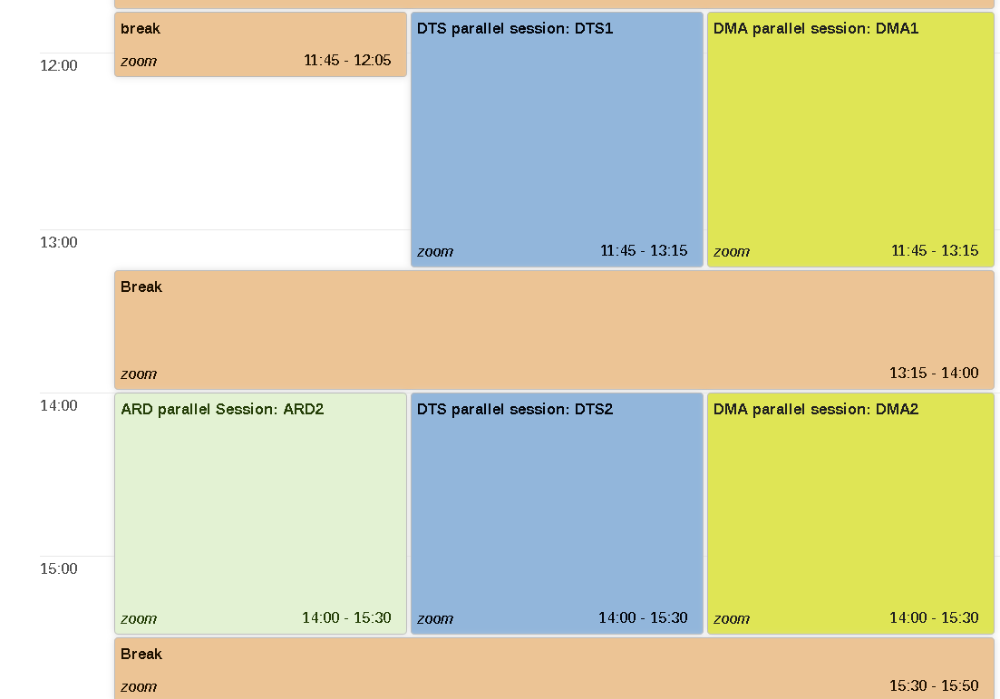 break
DTS parallel session: DTS1
DMA parallel session: DMA1
zoom 11:45 - 12:05
12:00
13:00
zoom 11:45 - 13:15
zoom 11:45 - 13:15
Break
zoom 13:15 - 14:00
14:00
ARD parallel Session: ARD2
DTS parallel session: DTS2
DMA parallel session: DMA2
15:00
zoom 14:00 - 15:30
zoom 14:00 - 15:30
zoom 14:00 - 15:30
Break
zoom 15:30 - 15:50